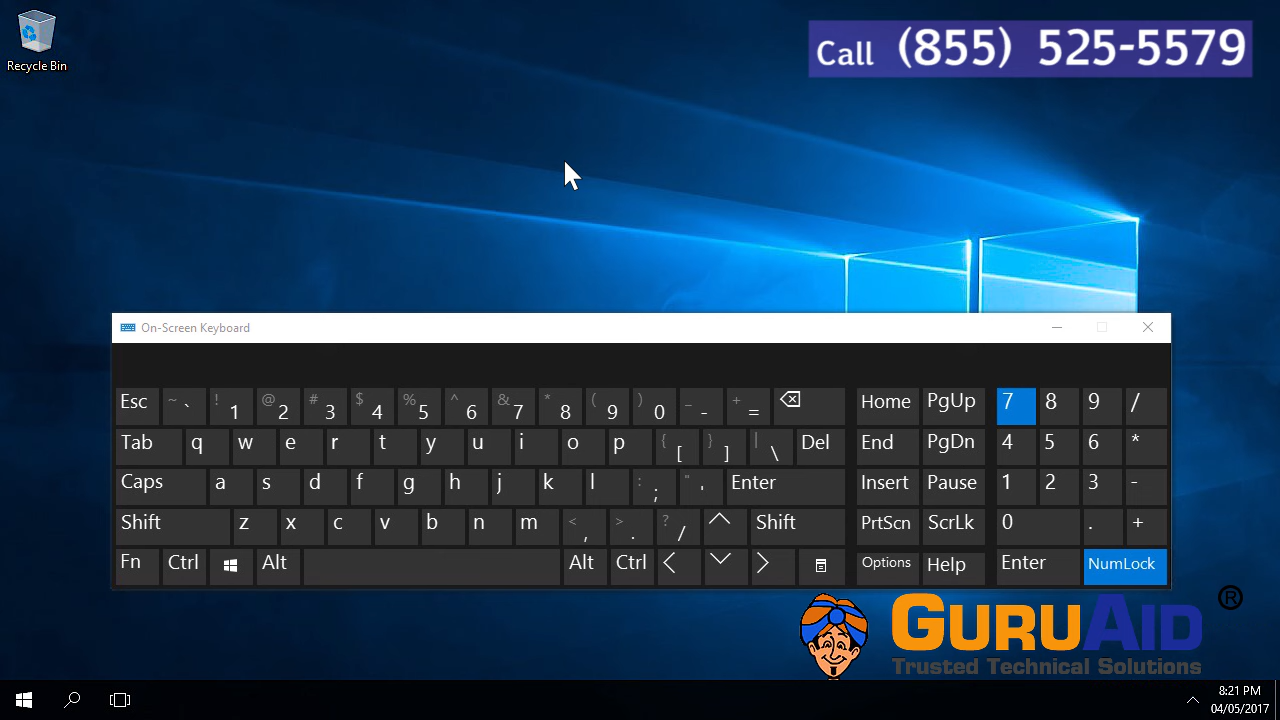 Recycle Bin
Call (855) 525-5579
On-Screen Keyboard
Esc ~ ` ! 1 @ 2 # 3 $ 4 % 5 ^ 6 & 7 * 8 ( 9 ) 0 _ - + = Home PgUp 7 8 9 /
Tab q w e r t y u i o p { [ } ] | \ Del End PgDn 4 5 6 *
Caps a s d f g h j k l : ; " ' Enter Insert Pause 1 2 3 -
Shift z x c v b n m < , > . ? / Shift PrtScn ScrLk 0 . +
Fn Ctrl Alt Alt Ctrl Options Help Enter NumLock
GURUAID ®
Trusted Technical Solutions
8:21 PM
04/05/2017